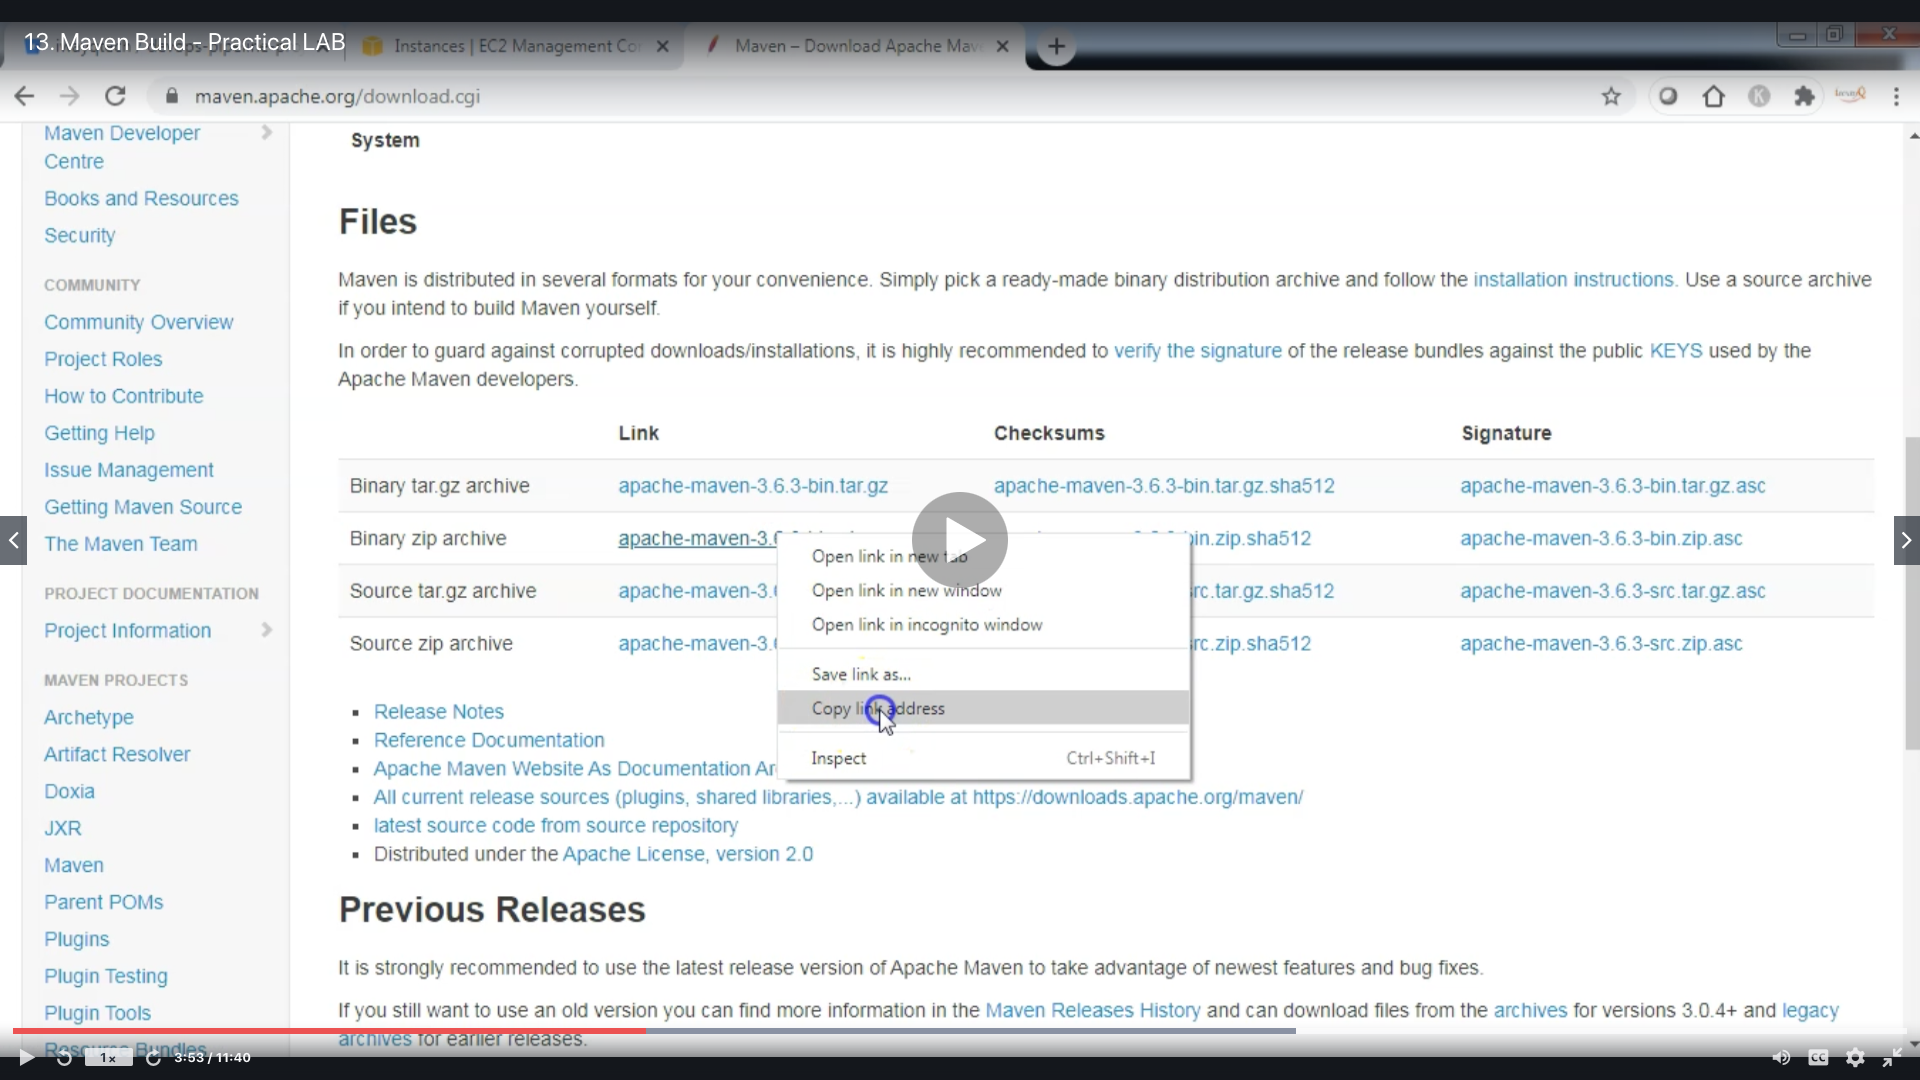 13. Maven Build - Practical LAB
Instances | EC2 Management Co
Maven – Download Apache Mav
maven.apache.org/download.cgi
Maven Developer
Centre
Books and Resources
Security
COMMUNITY
Community Overview
Project Roles
How to Contribute
Getting Help
Issue Management
Getting Maven Source
The Maven Team
PROJECT DOCUMENTATION
Project Information
MAVEN PROJECTS
Archetype
Artifact Resolver
Doxia
JXR
Maven
Parent POMs
Plugins
Plugin Testing
Plugin Tools
Resource Bundles
System
Files
Maven is distributed in several formats for your convenience. Simply pick a ready-made binary distribution archive and follow the installation instructions. Use a source archive
if you intend to build Maven yourself.
In order to guard against corrupted downloads/installations, it is highly recommended to verify the signature of the release bundles against the public KEYS used by the
Apache Maven developers.
Link Checksums Signature
Binary tar.gz archive apache-maven-3.6.3-bin.tar.gz apache-maven-3.6.3-bin.tar.gz.sha512 apache-maven-3.6.3-bin.tar.gz.asc
Binary zip archive apache-maven-3. bin.zip.sha512 apache-maven-3.6.3-bin.zip.asc
Source tar.gz archive apache-maven-3.6 rc.tar.gz.sha512 apache-maven-3.6.3-src.tar.gz.asc
Source zip archive apache-maven-3.6 rc.zip.sha512 apache-maven-3.6.3-src.zip.asc
Open link in new tab
Open link in new window
Open link in incognito window
Save link as...
Copy link address
Inspect Ctrl+Shift+I
Release Notes
Reference Documentation
Apache Maven Website As Documentation Ar
All current release sources (plugins, shared libraries,...) available at https://downloads.apache.org/maven/
latest source code from source repository
Distributed under the Apache License, version 2.0
Previous Releases
It is strongly recommended to use the latest release version of Apache Maven to take advantage of newest features and bug fixes.
If you still want to use an old version you can find more information in the Maven Releases History and can download files from the archives for versions 3.0.4+ and legacy
archives for earlier releases.
1x 3:53 / 11:40
CC